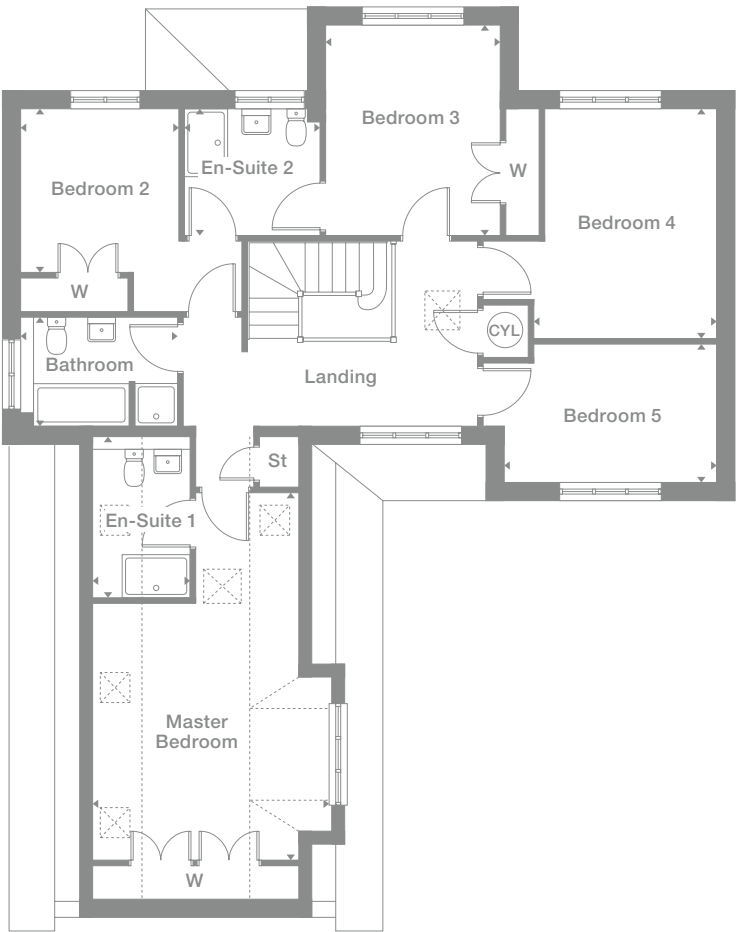 Bedroom 3
En-Suite 2
W
Bedroom 2
Bedroom 4
W
CYL
Bathroom
Landing
Bedroom 5
St
En-Suite 1
Master
Bedroom
W